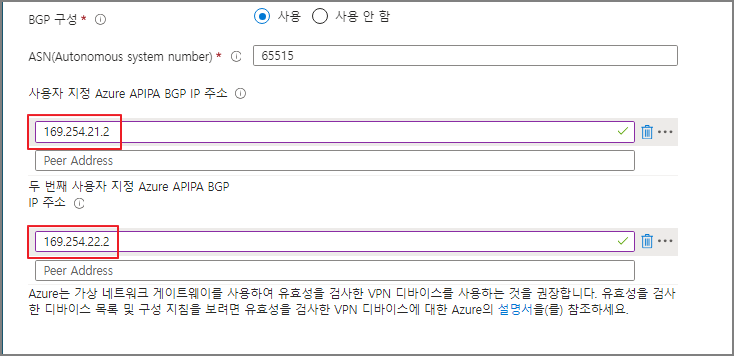 BGP 구성 * ⓘ 사용 사용 안 함
ASN(Autonomous system number) * ⓘ 65515
사용자 지정 Azure APIPA BGP IP 주소 ⓘ
169.254.21.2
Peer Address
두 번째 사용자 지정 Azure APIPA BGP
IP 주소 ⓘ
169.254.22.2
Peer Address
Azure는 가상 네트워크 게이트웨이를 사용하여 유효성을 검사한 VPN 디바이스를 사용하는 것을 권장합니다. 유효성을 검사
한 디바이스 목록 및 구성 지침을 보려면 유효성을 검사한 VPN 디바이스에 대한 Azure의 설명서을(를) 참조하세요.